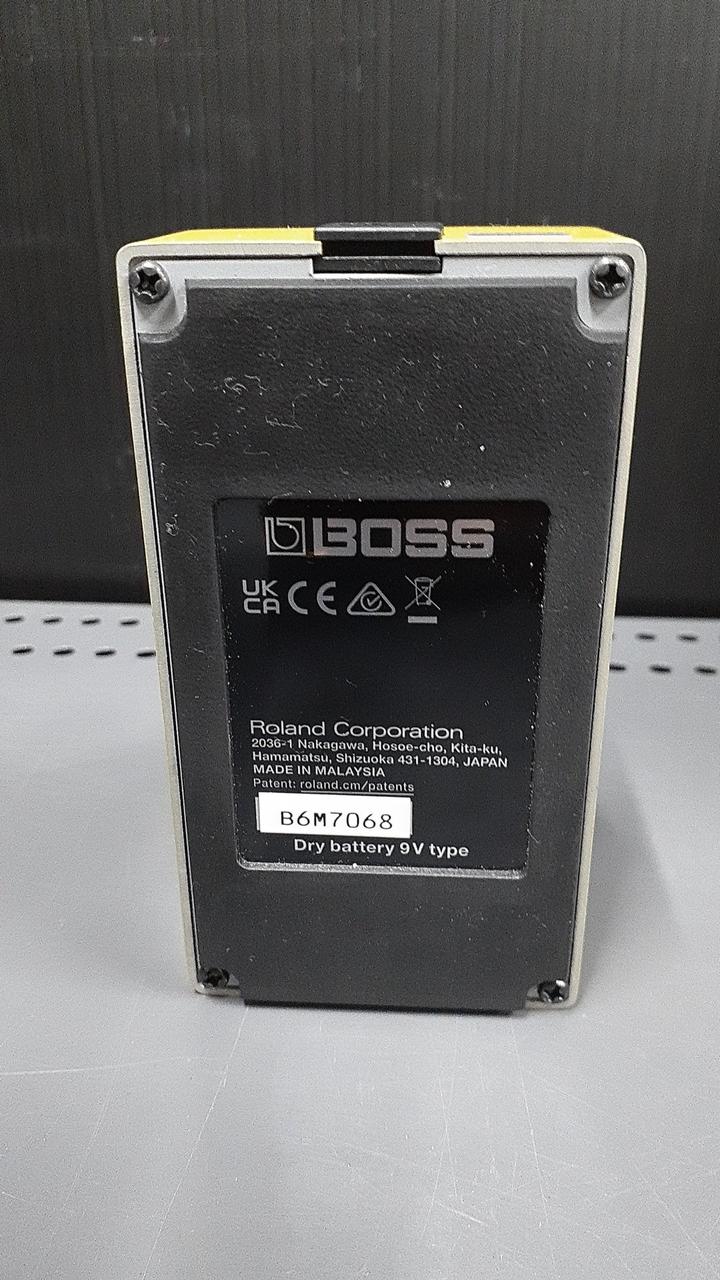 BOSS
UK
CA CE
Roland Corporation
2036-1 Nakagawa, Hosoe-cho, Kita-ku,
Hamamatsu, Shizuoka 431-1304, JAPAN
MADE IN MALAYSIA
Patent: roland.cm/patents
B6M7068
Dry battery 9V type